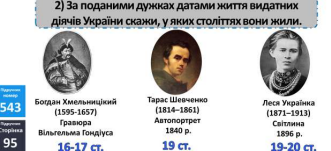 2) За поданими дужках датами життя видатних
діячів України скажи, у яких століттях вони жили.
Підручник
номер
543
Підручник
Сторінка
95
Богдан Хмельницький
(1595-1657)
Гравюра
Вільгельма Гондіуса
16-17 ст.
Тарас Шевченко
(1814–1861)
Автопортрет
1840 р.
19 ст.
Леся Українка
(1871–1913)
Світлина
1896 р.
19-20 ст.